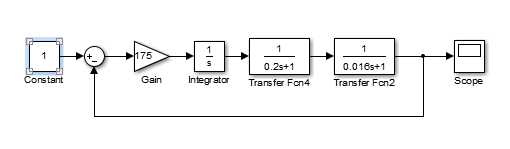 1
Constant
+
-
175
Gain
1
s
Integrator
1
0.2s+1
Transfer Fcn4
1
0.016s+1
Transfer Fcn2
Scope